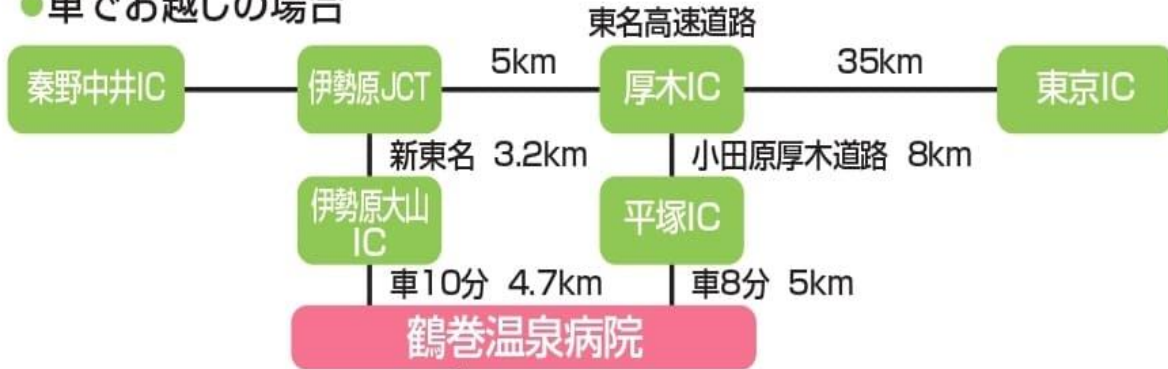 ●車でお越しの場合
東名高速道路
5km
35km
秦野中井IC
伊勢原JCT
厚木IC
東京IC
新東名 3.2km
小田原厚木道路 8km
伊勢原大山
IC
平塚IC
車10分 4.7km
車8分 5km
鶴巻温泉病院